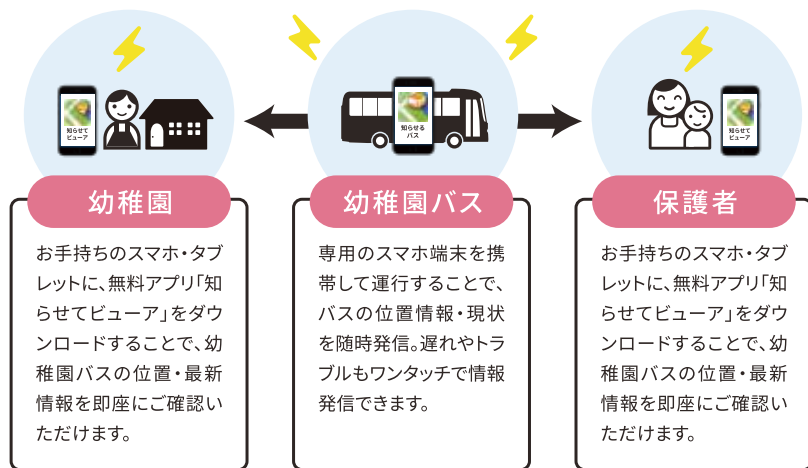 知らせて
ビューア
幼稚園
お手持ちのスマホ・タブ
レットに、無料アプリ「知
らせてビューア」をダウ
ンロードすることで、幼
稚園バスの位置・最新
情報を即座にご確認い
ただけます。
知らせる
バス
幼稚園バス
専用のスマホ端末を携
帯して運行することで、
バスの位置情報・現状
を随時発信。遅れやトラ
ブルもワンタッチで情報
発信できます。
知らせて
ビューア
保護者
お手持ちのスマホ・タブ
レットに、無料アプリ「知
らせてビューア」をダウ
ンロードすることで、幼
稚園バスの位置・最新
情報を即座にご確認い
ただけます。